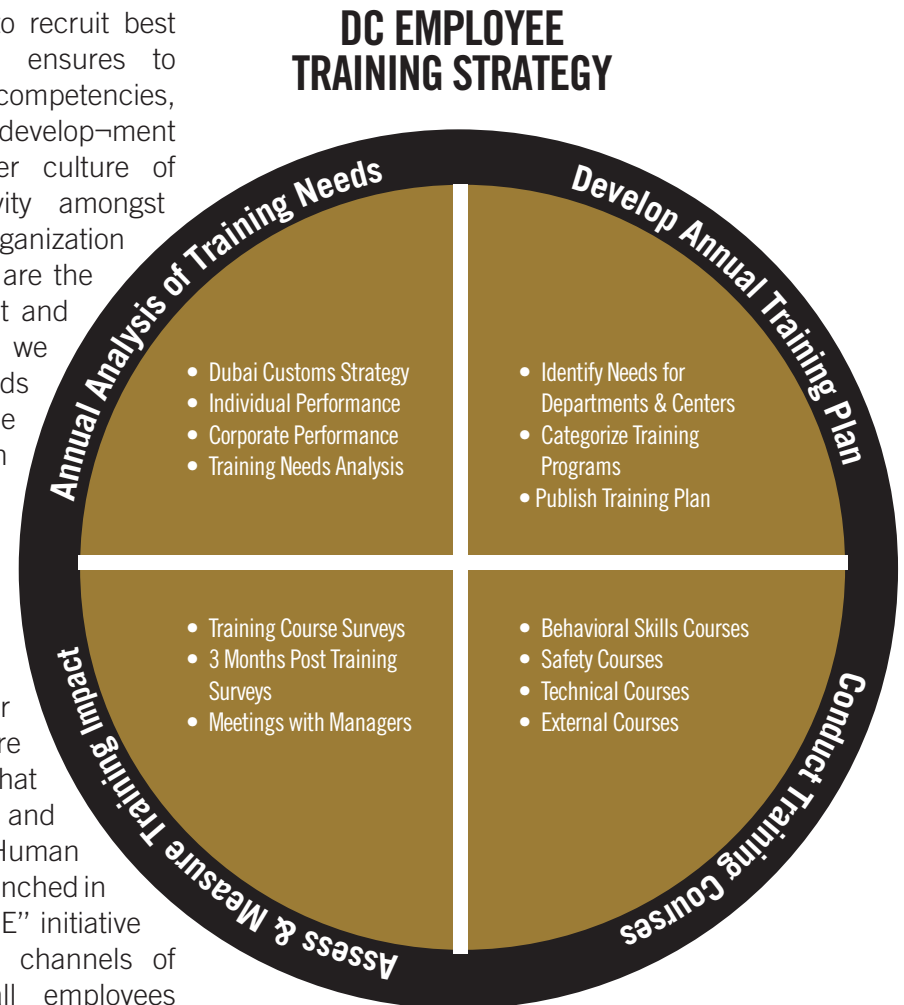 to recruit best
ensures to
competencies,
develop¬ment
er culture of
vity amongst
rganization
are the
t and
we
ds
e
n
r
re
hat
and
Human
nched in
E” initiative
channels of
all employees
DC EMPLOYEE
TRAINING STRATEGY
Annual Analysis of Training Needs
• Dubai Customs Strategy
• Individual Performance
• Corporate Performance
• Training Needs Analysis
Develop Annual Training Plan
• Identify Needs for
Departments & Centers
• Categorize Training
Programs
• Publish Training Plan
Conduct Training Courses
• Behavioral Skills Courses
• Safety Courses
• Technical Courses
• External Courses
Assess & Measure Training Impact
• Training Course Surveys
• 3 Months Post Training
Surveys
• Meetings with Managers